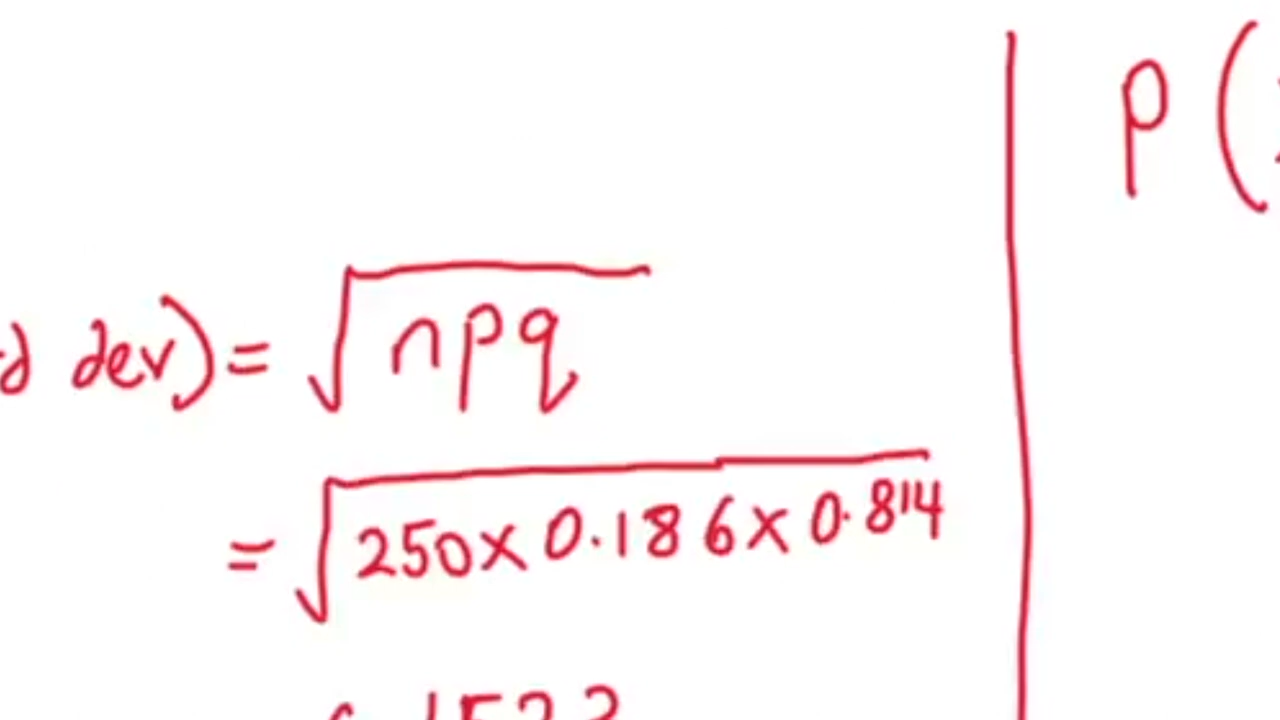 dev) = √npq
= √250 x 0.186 x 0.814
P (